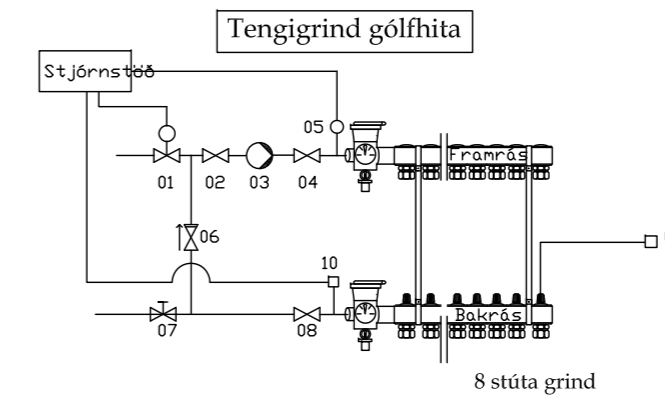 Tengigrind gólfhita
Stjórnstöð
05
Framrás
01 02 03 04
06
10
07 08
Bakrás
8 stúta grind